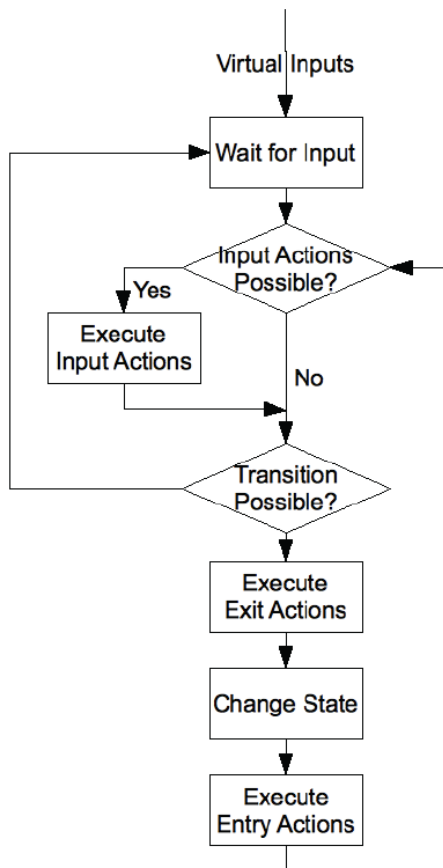 Virtual Inputs
Wait for Input
Input Actions
Possible?
Yes
Execute
Input Actions
No
Transition
Possible?
Execute
Exit Actions
Change State
Execute
Entry Actions